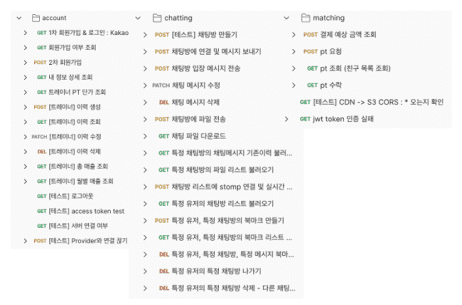 account
GET 1차 회원가입 & 로그인 : Kakao
GET 회원가입 여부 조회
POST 2차 회원가입
GET 내 정보 상세 조회
GET 트레이너 PT 단가 조회
POST [트레이너] 이력 생성
GET [트레이너] 이력 조회
PATCH [트레이너] 이력 수정
DEL [트레이너] 이력 삭제
GET [트레이너] 총 매출 조회
GET [트레이너] 월별 매출 조회
GET [테스트] 로그아웃
GET [테스트] access token test
GET [테스트] 서버 연결 여부
POST [테스트] Provider와 연결 끊기
chatting
POST [테스트] 채팅방 만들기
POST 채팅방에 연결 및 메시지 보내기
POST 채팅방 입장 메시지 전송
PATCH 채팅 메시지 수정
DEL 채팅 메시지 삭제
POST 채팅방에 파일 전송
GET 채팅 파일 다운로드
GET 특정 채팅방의 채팅메시지 기존이력 불러...
GET 특정 채팅방의 파일 리스트 불러오기
POST 채팅방 리스트에 stomp 연결 및 실시간 ...
GET 특정 유저의 채팅방 리스트 불러오기
POST 특정 유저, 특정 채팅방의 북마크 만들기
GET 특정 유저, 특정 채팅방의 북마크 리스트 ...
DEL 특정 유저, 특정 채팅방, 특정 메시지 북마...
DEL 특정 유저의 특정 채팅방 나가기
DEL 특정 유저의 특정 채팅방 삭제 - 다른 채팅...
matching
POST 결제 예상 금액 조회
POST pt 요청
GET pt 조회 (친구 목록 조회)
GET pt 수락
GET [테스트] CDN -> S3 CORS : * 오는지 확인
GET jwt token 인증 실패